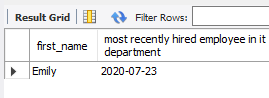 Result Grid Filter Rows:
first_name most recently hired employee in it
department
Emily 2020-07-23